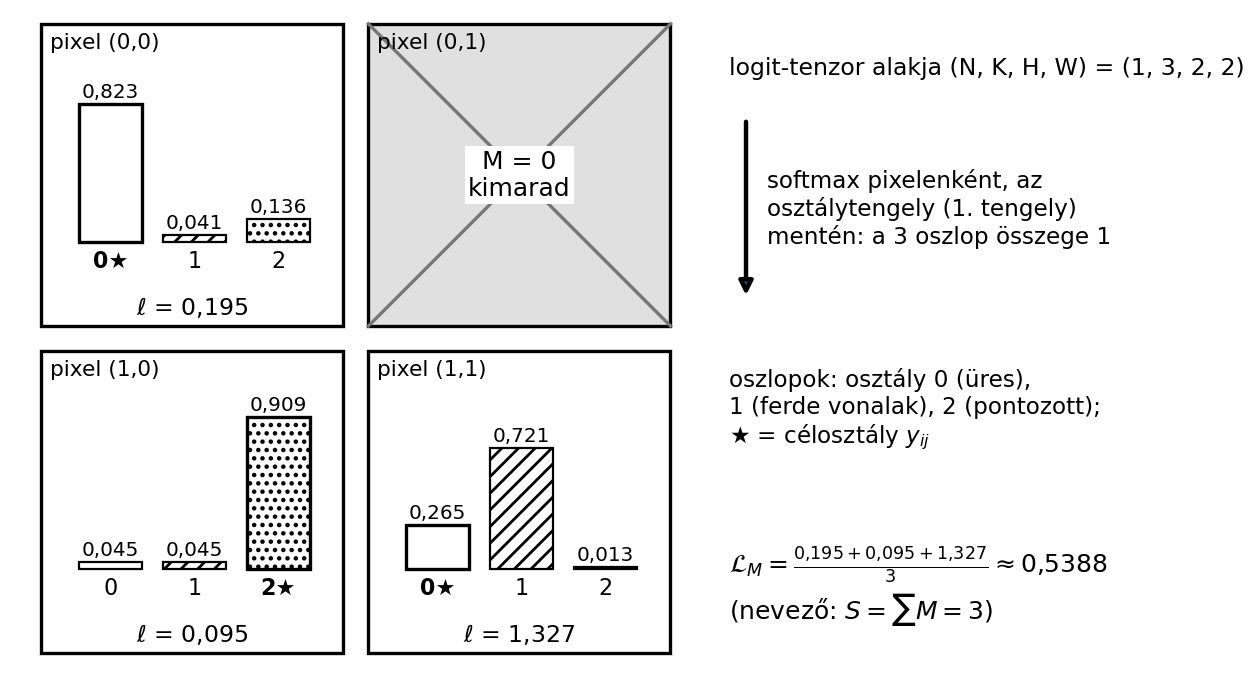 pixel (0,0)
0,823
0,041
0,136
0★
1
2
ℓ = 0,195
pixel (0,1)
M = 0
kimarad
pixel (1,0)
0,909
0,045
0,045
0
1
2★
ℓ = 0,095
pixel (1,1)
0,721
0,265
0,013
0★
1
2
ℓ = 1,327
logit-tenzor alakja (N, K, H, W) = (1, 3, 2, 2)
softmax pixelenként, az
osztálytengely (1. tengely)
mentén: a 3 oszlop összege 1
oszlopok: osztály 0 (üres),
1 (ferde vonalak), 2 (pontozott);
★ = célosztály y_{ij}
ℒ_M = (0,195 + 0,095 + 1,327)/3 ≈ 0,5388
(nevező: S = ∑ M = 3)